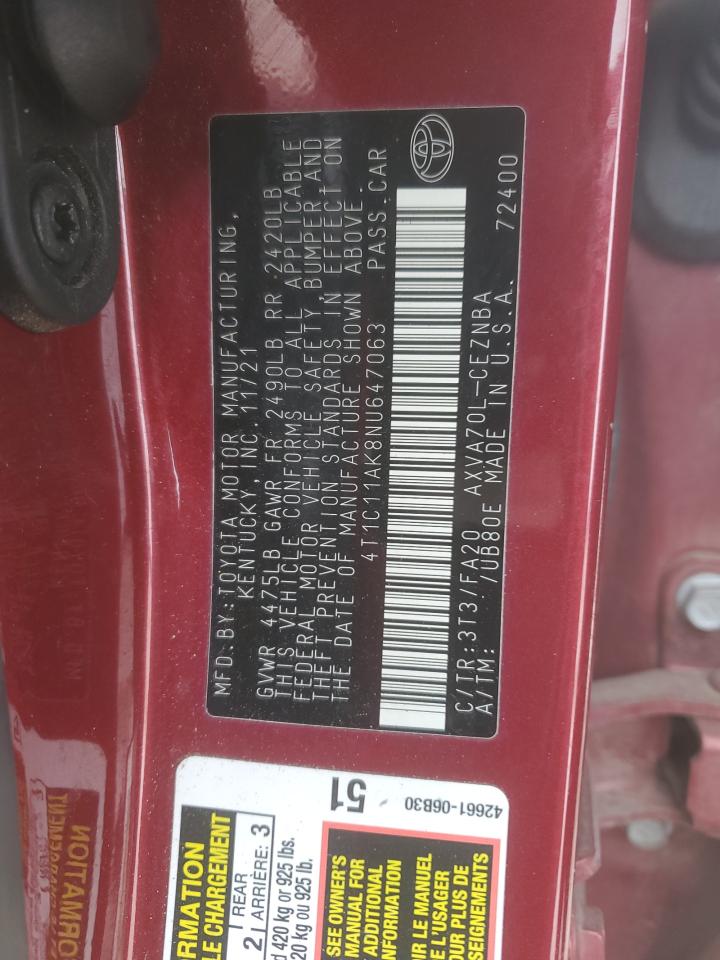 MFD.BY:TOYOTA MOTOR MANUFACTURING,
KENTUCKY, INC. 11/21
GVWR 4475LB GAWR FR 2490LB RR 2420LB
THIS VEHICLE CONFORMS TO ALL APPLICABLE
FEDERAL MOTOR VEHICLE SAFETY, BUMPER AND
THEFT PREVENTION STANDARDS IN EFFECT ON
THE DATE OF MANUFACTURE SHOWN ABOVE.
4T1C11AK8NU647063 PASS.CAR
C/TR:3T3/FA20 AXVA70L-CEZNBA
A/TM: /UB80E MADE IN U.S.A. 72400
RMATION
LE CHARGEMENT
REAR
2 ARRIÈRE: 3
d 420 kg or 925 lbs.
20 kg ou 925 lb.
51
SEE OWNER'S
MANUAL FOR
ADDITIONAL
INFORMATION
IR LE MANUEL
E L'USAGER
OUR PLUS DE
SEIGNEMENTS
42661-06B30